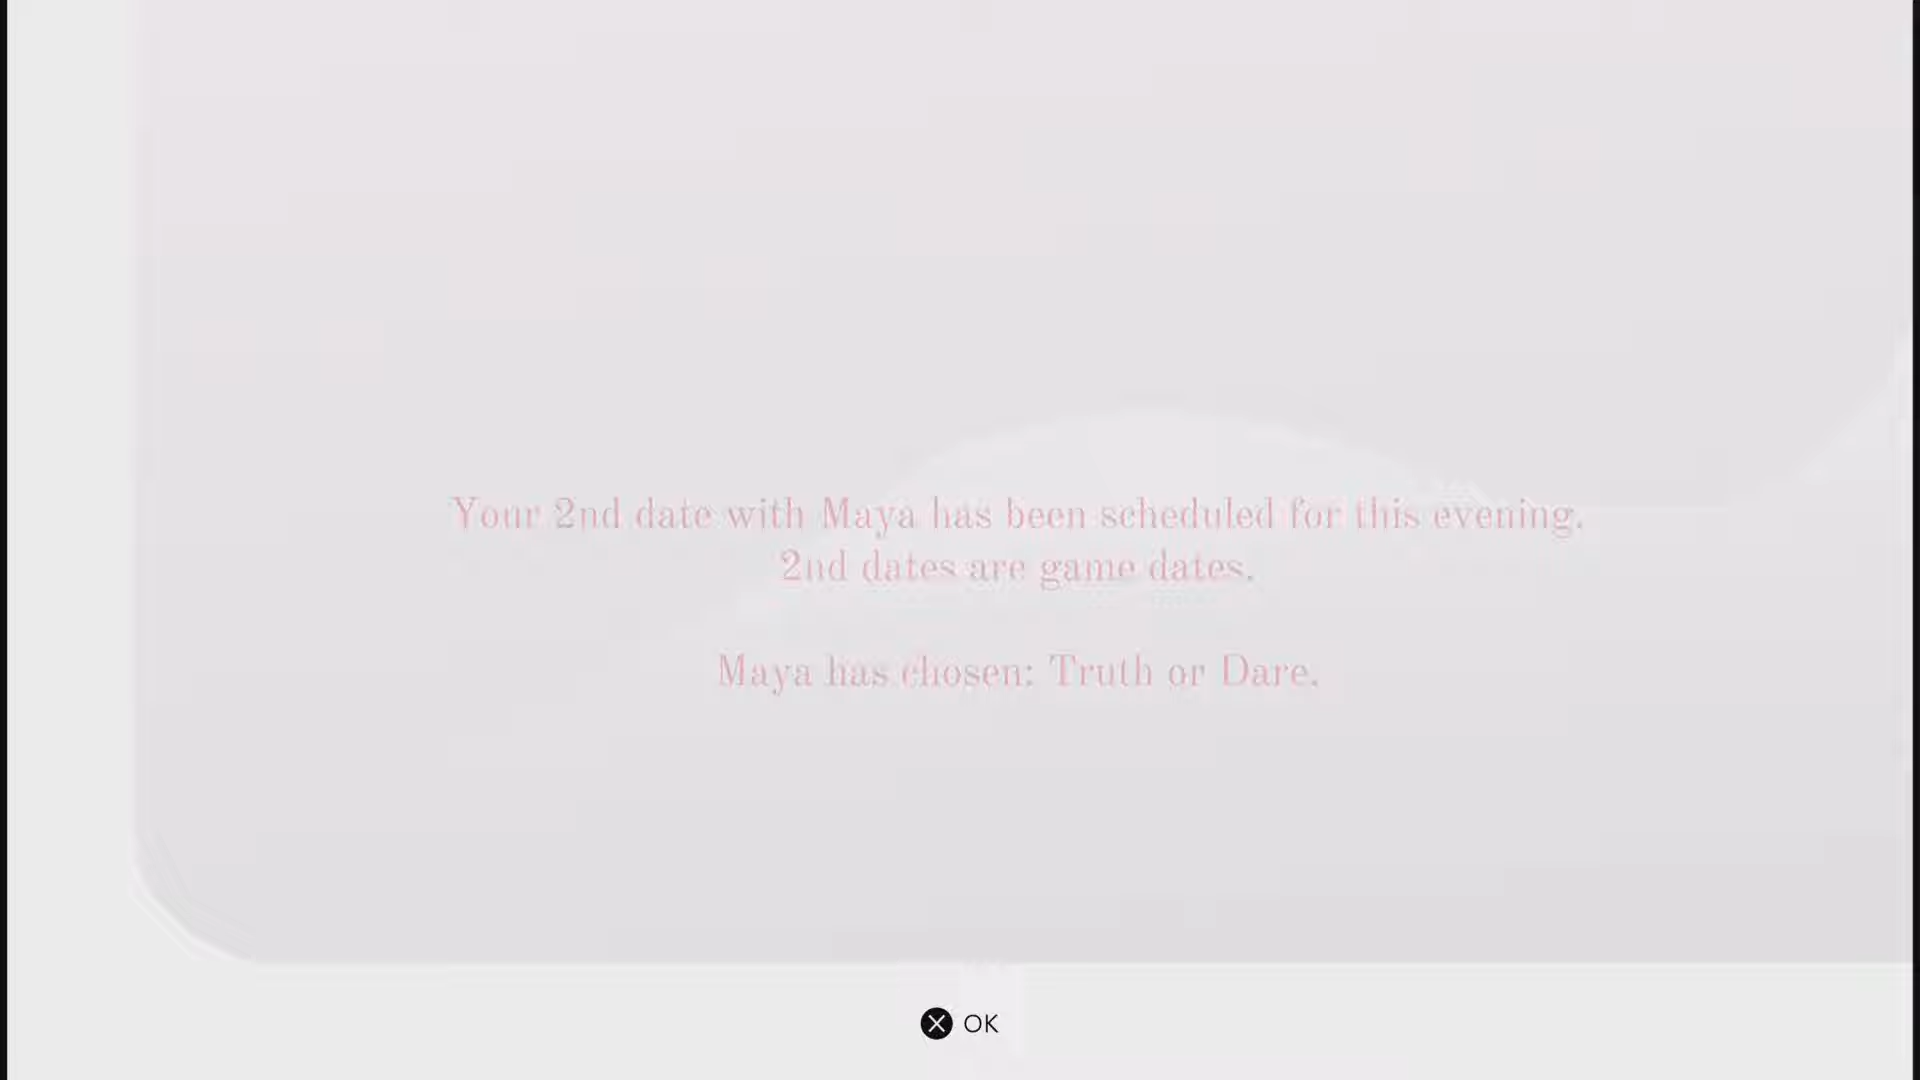 Your 2nd date with Maya has been scheduled for this evening.
2nd dates are game dates.
Maya has chosen: Truth or Dare.
OK